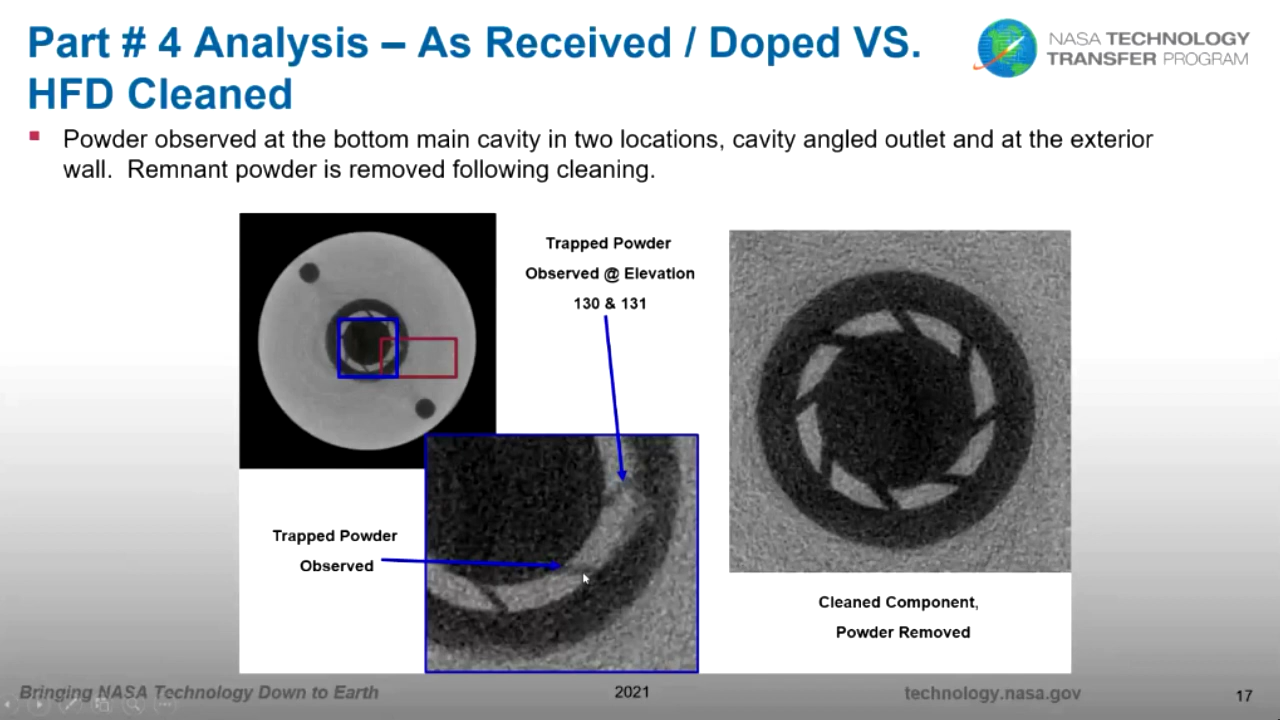 Part # 4 Analysis – As Received / Doped VS.
HFD Cleaned
NASA TECHNOLOGY
TRANSFER PROGRAM
Powder observed at the bottom main cavity in two locations, cavity angled outlet and at the exterior
wall. Remnant powder is removed following cleaning.
Trapped Powder
Observed @ Elevation
130 & 131
Trapped Powder
Observed
Cleaned Component,
Powder Removed
Bringing NASA Technology Down to Earth
2021
technology.nasa.gov
17